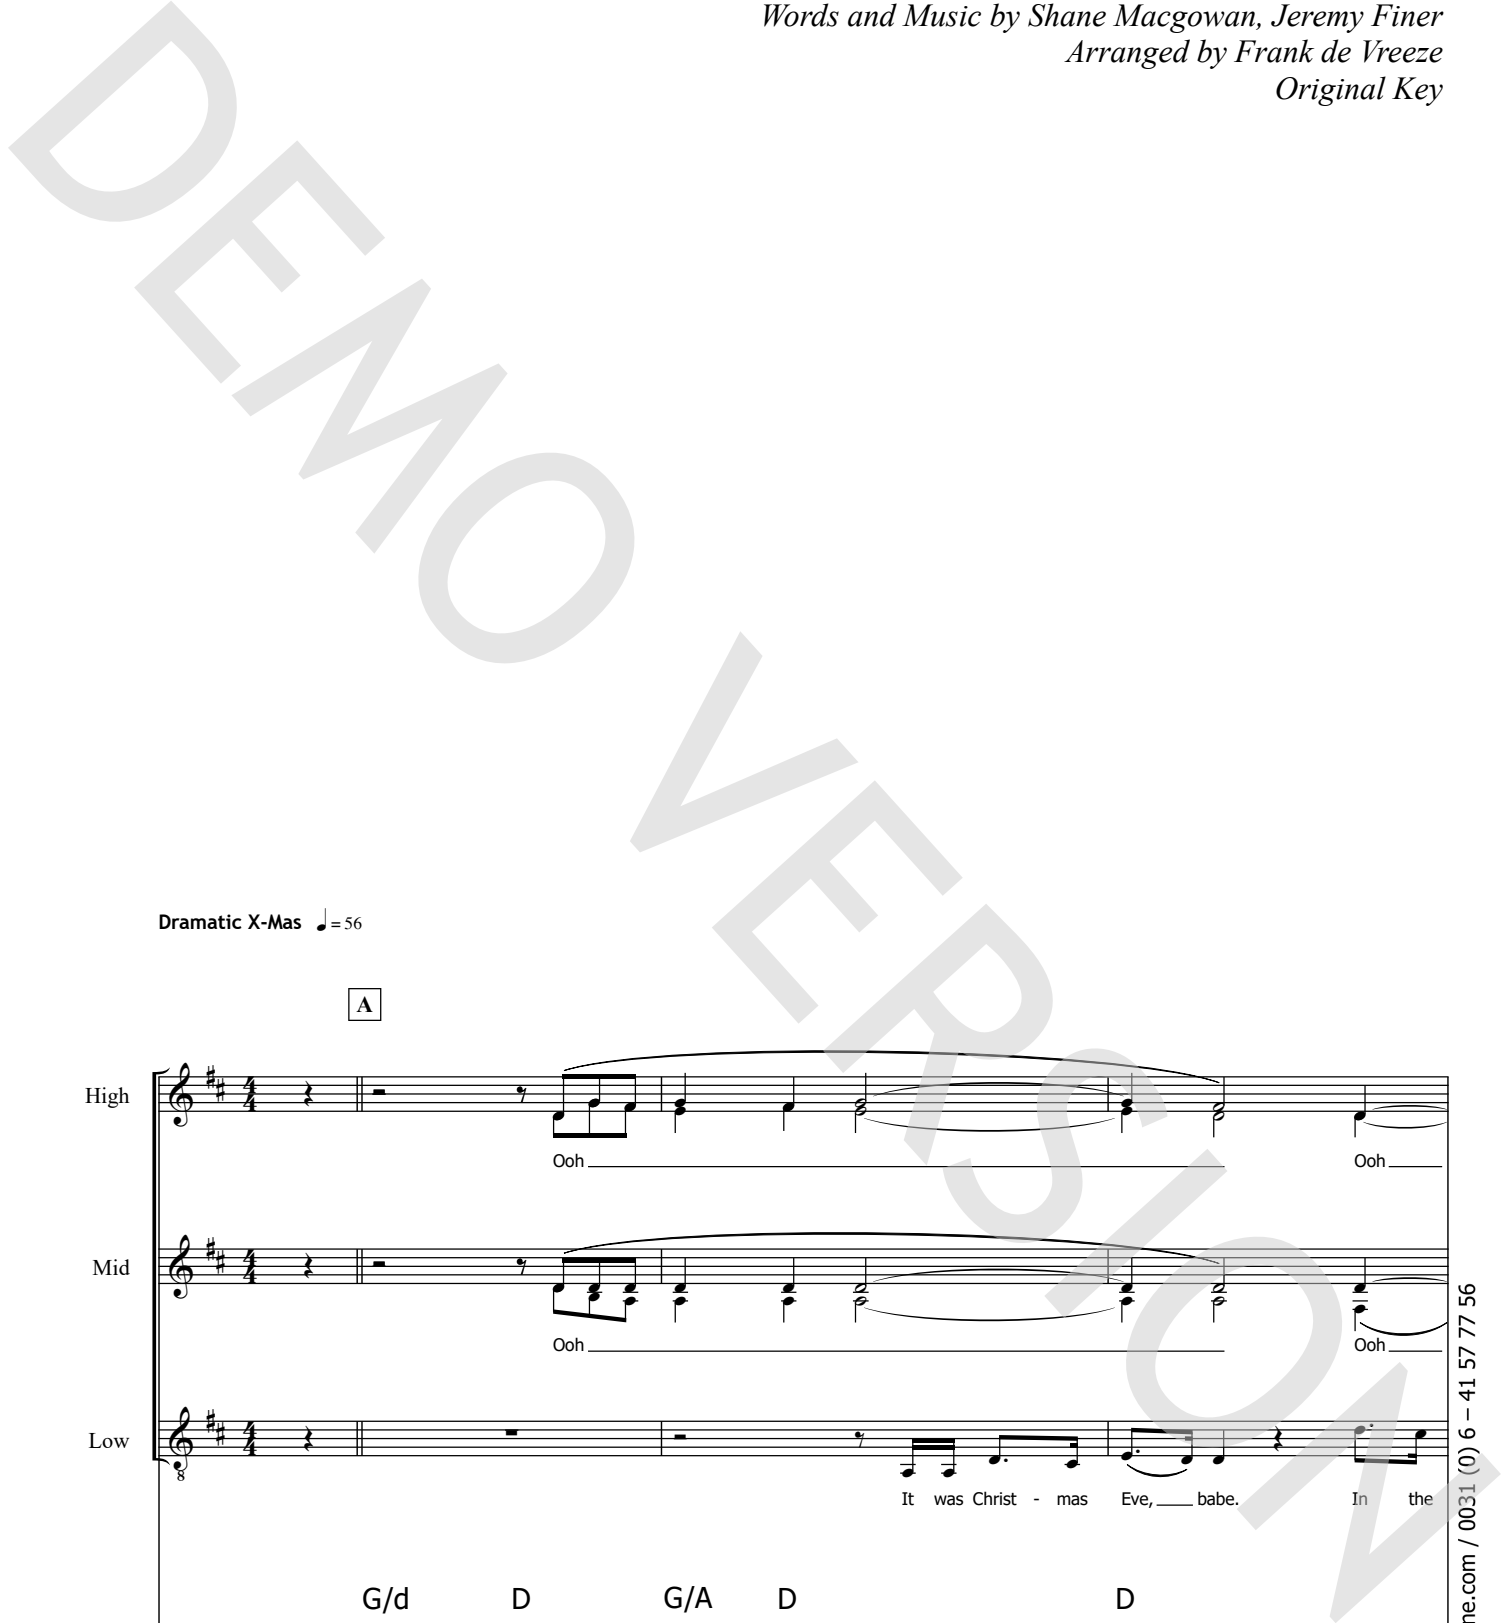 Words and Music by Shane Macgowan, Jeremy Finer
Arranged by Frank de Vreeze
Original Key
DEMO VERSION
Dramatic X-Mas ♩ = 56
A
High
Ooh Ooh
Mid
Ooh Ooh
Low
8
It was Christ - mas Eve, babe. In the
G/d D G/A D D
ne.com / 0031 (0) 6 – 41 57 77 56